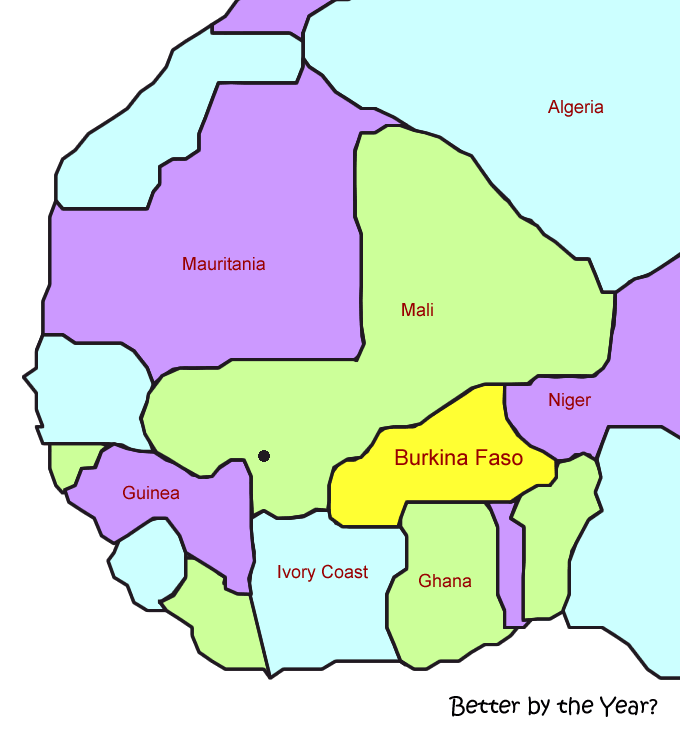 Algeria
Mauritania
Mali
Niger
Burkina Faso
Guinea
Ivory Coast
Ghana
Better by the Year?